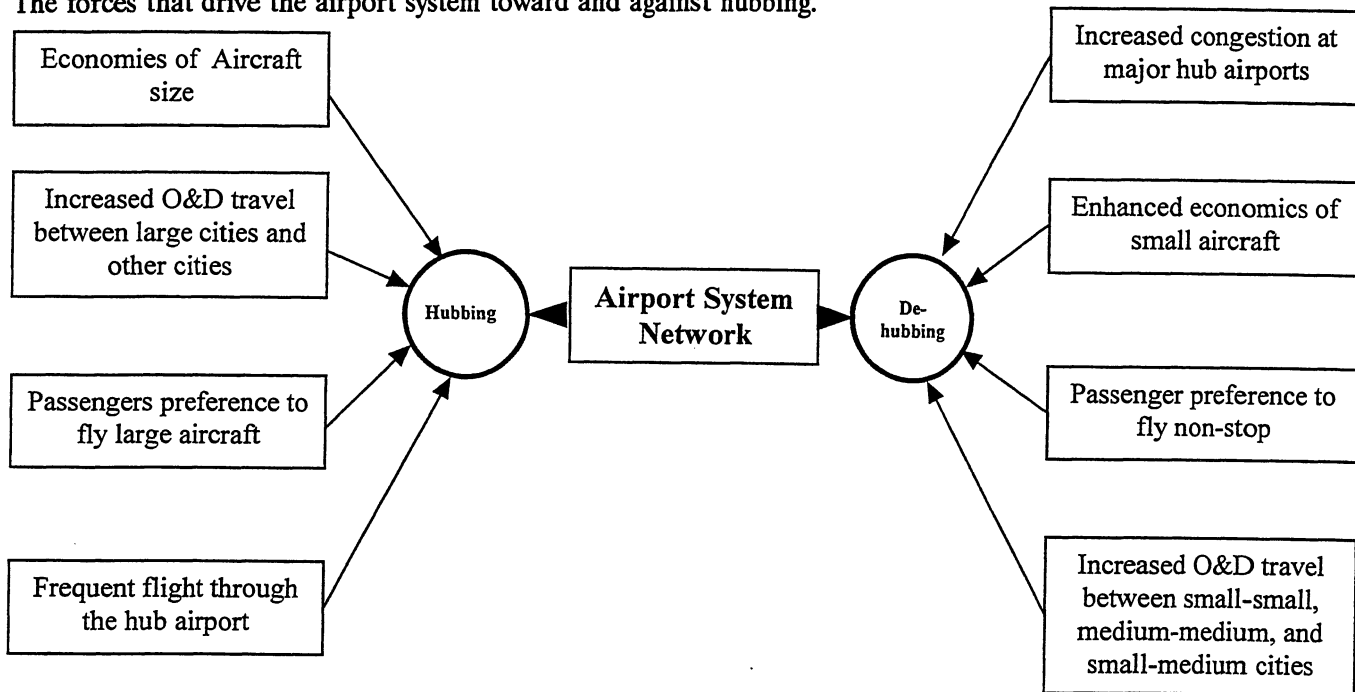 The forces that drive the airport system toward and against hubbing.
Economies of Aircraft
size
Increased O&D travel
between large cities and
other cities
Passengers preference to
fly large aircraft
Frequent flight through
the hub airport
Hubbing
Airport System
Network
De-
hubbing
Increased congestion at
major hub airports
Enhanced economics of
small aircraft
Passenger preference to
fly non-stop
Increased O&D travel
between small-small,
medium-medium, and
small-medium cities